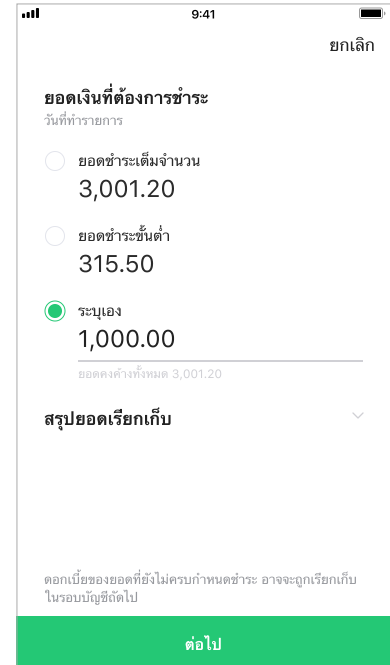 9:41
ยกเลิก
ยอดเงินที่ต้องการชำระ
วันที่ทำรายการ
ยอดชำระเต็มจำนวน
3,001.20
ยอดชำระขั้นต่ำ
315.50
ระบุเอง
1,000.00
ยอดคงค้างทั้งหมด 3,001.20
สรุปยอดเรียกเก็บ
ดอกเบี้ยของยอดที่ยังไม่ครบกำหนดชำระ อาจจะถูกเรียกเก็บ
ในรอบบัญชีถัดไป
ต่อไป